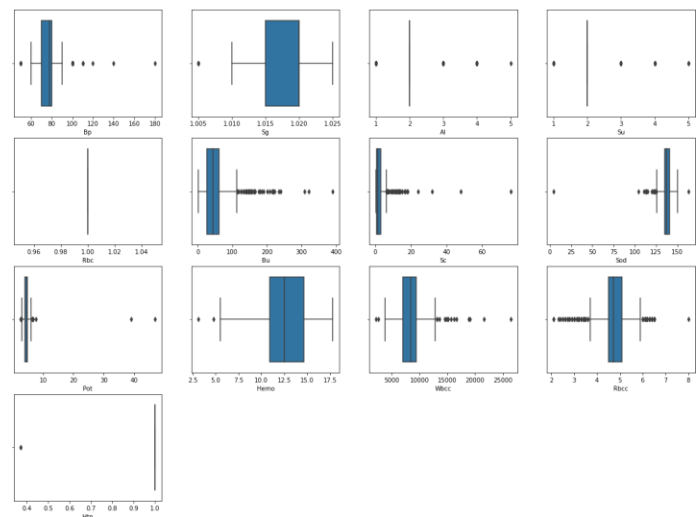 60 80 100 120 140 160 180
Bp
1.005 1.010 1.015 1.020 1.025
Sg
1 2 3 4 5
Al
1 2 3 4 5
Su
0.96 0.98 1.00 1.02 1.04
Rbc
0 100 200 300 400
Bu
0 20 40 60
Sc
0 25 50 75 100 125 150
Sod
10 20 30 40
Pot
2.5 5.0 7.5 10.0 12.5 15.0 17.5
Hemo
5000 10000 15000 20000 25000
Wbcc
2 3 4 5 6 7 8
Rbcc
0.4 0.5 0.6 0.7 0.8 0.9 1.0